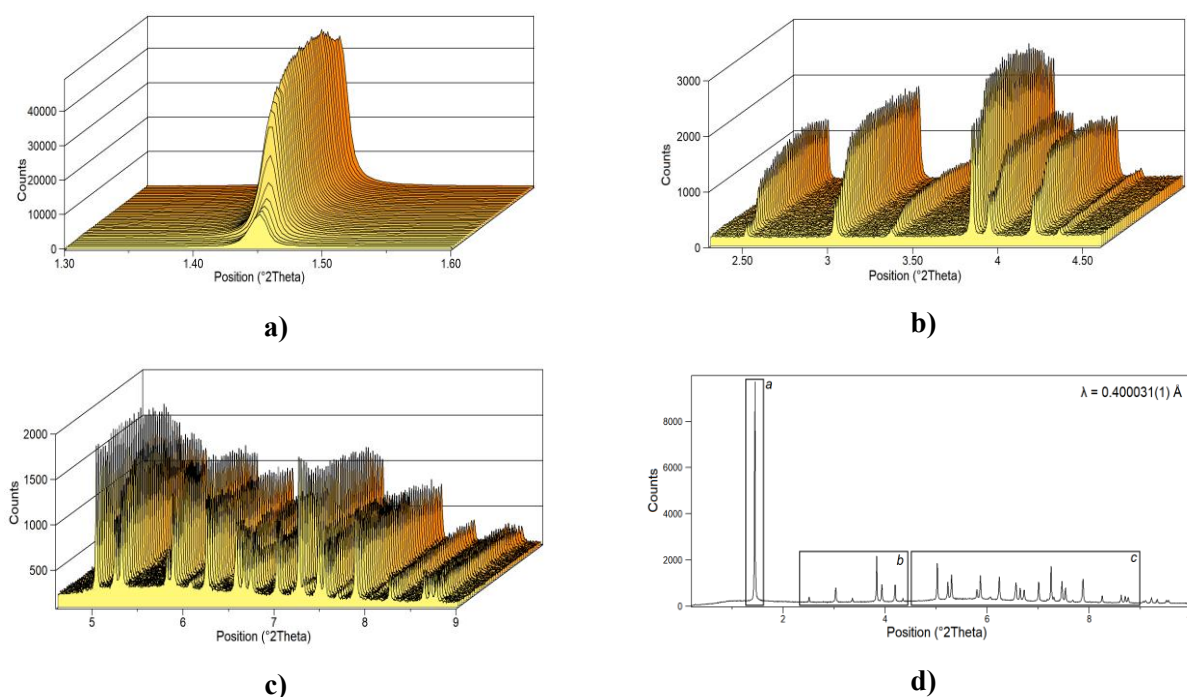 40000
30000
20000
10000
0
Counts
1.30 1.40 1.50 1.60
Position (°2Theta)
a)
3000
2000
1000
0
Counts
2.50 3 3.50 4 4.50
Position (°2Theta)
b)
2000
1500
1000
500
Counts
5 6 7 8 9
Position (°2Theta)
c)
a
λ = 0.400031(1) Å
8000
6000
4000
2000
0
Counts
b
c
2 4 6 8
Position (°2Theta)
d)